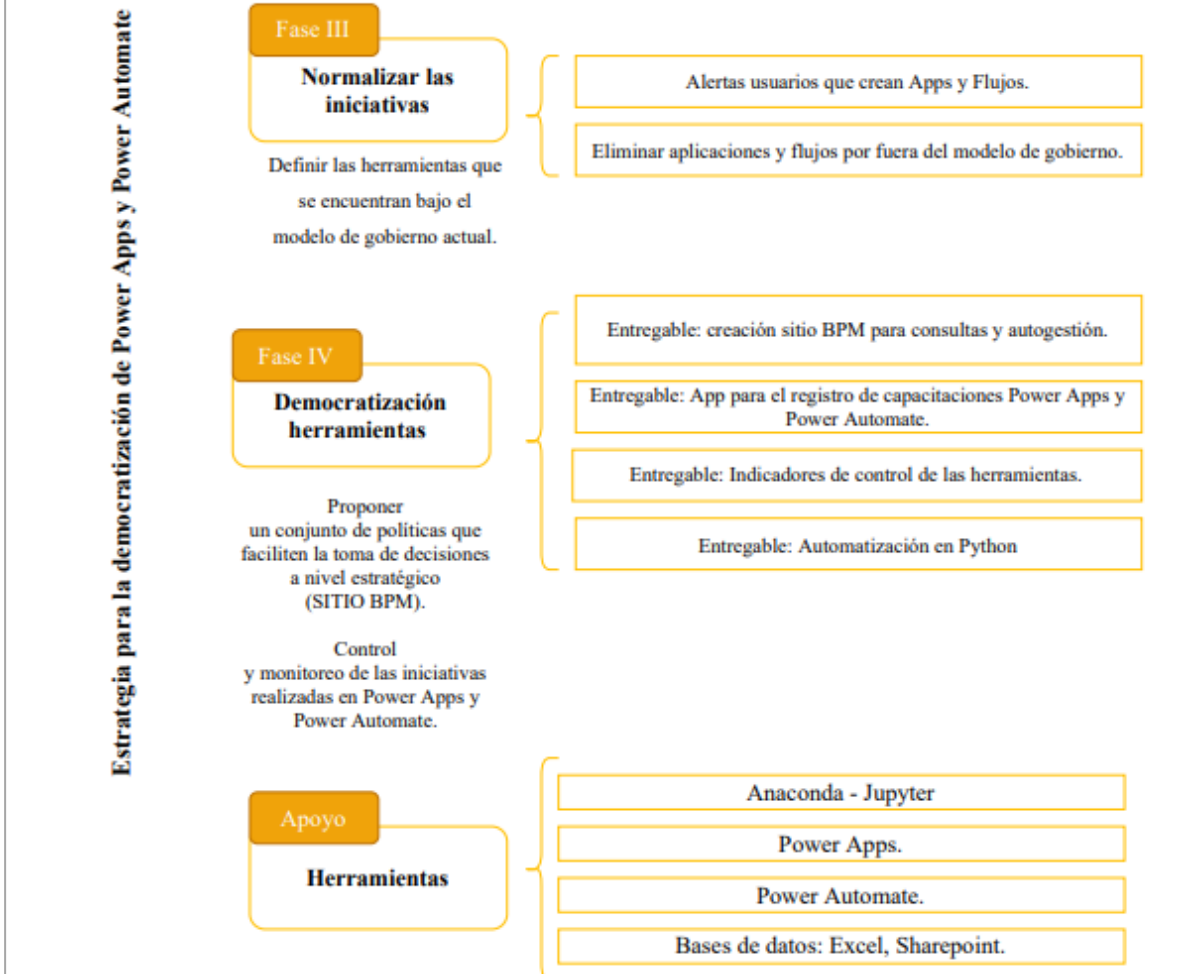 Estrategia para la democratización de Power Apps y Power Automate
Fase III
Normalizar las
iniciativas
Definir las herramientas que
se encuentran bajo el
modelo de gobierno actual.
Alertas usuarios que crean Apps y Flujos.
Eliminar aplicaciones y flujos por fuera del modelo de gobierno.
Fase IV
Democratización
herramientas
Proponer
un conjunto de políticas que
faciliten la toma de decisiones
a nivel estratégico
(SITIO BPM).
Control
y monitoreo de las iniciativas
realizadas en Power Apps y
Power Automate.
Entregable: creación sitio BPM para consultas y autogestión.
Entregable: App para el registro de capacitaciones Power Apps y
Power Automate.
Entregable: Indicadores de control de las herramientas.
Entregable: Automatización en Python
Apoyo
Herramientas
Anaconda - Jupyter
Power Apps.
Power Automate.
Bases de datos: Excel, Sharepoint.